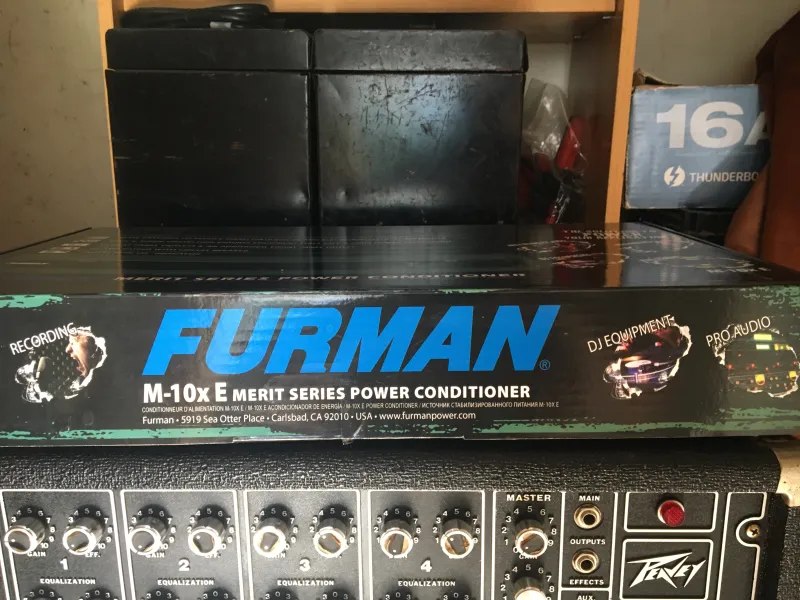 16A
THUNDERBO
MERIT SERIES POWER CONDITIONER
RECORDING
FURMAN®
DJ EQUIPMENT
PRO AUDIO
M-10x E MERIT SERIES POWER CONDITIONER
CONDITIONNEUR D'ALIMENTATION M-10X E / M-10X E ACONDICIONADOR DE ENERGIA / M-10X E POWER CONDITIONER / ИСТОЧНИК СТАБИЛИЗИРОВАННОГО ПИТАНИЯ M-10X E
Furman • 5919 Sea Otter Place • Carlsbad, CA 92010 • USA • www.furmanpower.com
MASTER
MAIN
OUTPUTS
EFFECTS
AUX.
GAIN
EFF.
1
GAIN
2
3
4
GAIN
EQUALIZATION
EQUALIZATION
EQUALIZATION
EQUALIZATION
PEAVEY